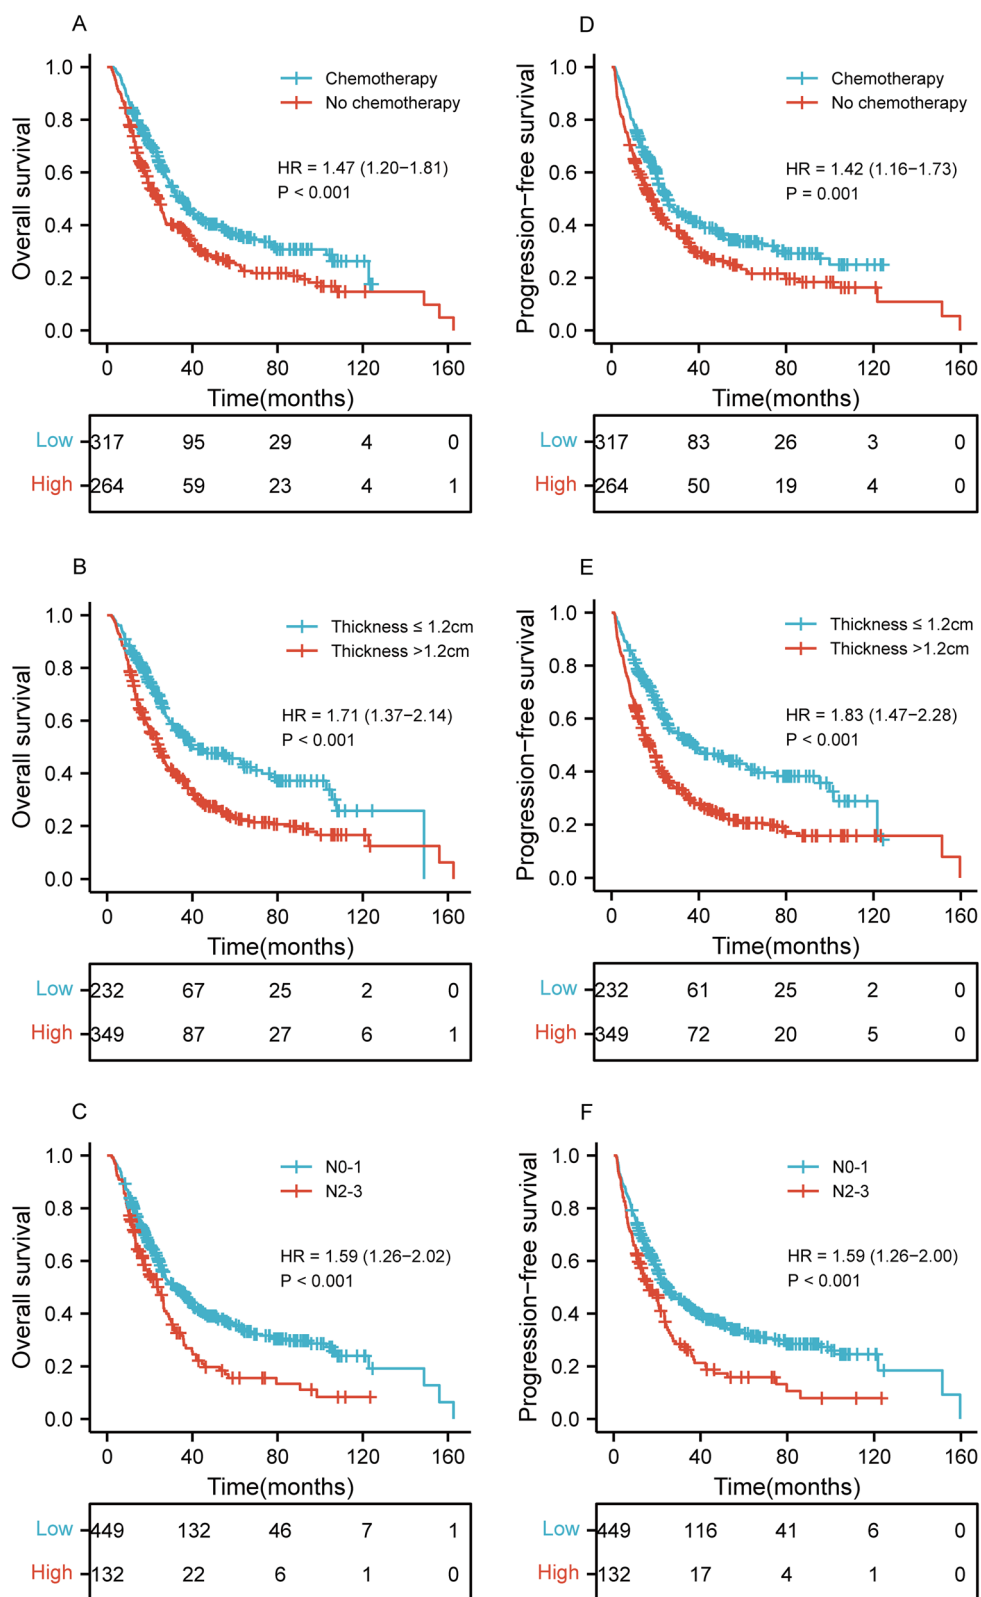 A
Overall survival
1.0
0.8
0.6
0.4
0.2
0.0
Chemotherapy
No chemotherapy
HR = 1.47 (1.20−1.81)
P < 0.001
0 40 80 120 160
Time(months)
Low 317 95 29 4 0
High 264 59 23 4 1
D
Progression−free survival
1.0
0.8
0.6
0.4
0.2
0.0
Chemotherapy
No chemotherapy
HR = 1.42 (1.16−1.73)
P = 0.001
0 40 80 120 160
Time(months)
Low 317 83 26 3 0
High 264 50 19 4 0
B
Overall survival
1.0
0.8
0.6
0.4
0.2
0.0
Thickness ≤ 1.2cm
Thickness >1.2cm
HR = 1.71 (1.37−2.14)
P < 0.001
0 40 80 120 160
Time(months)
Low 232 67 25 2 0
High 349 87 27 6 1
E
Progression−free survival
1.0
0.8
0.6
0.4
0.2
0.0
Thickness ≤ 1.2cm
Thickness >1.2cm
HR = 1.83 (1.47−2.28)
P < 0.001
0 40 80 120 160
Time(months)
Low 232 61 25 2 0
High 349 72 20 5 0
C
Overall survival
1.0
0.8
0.6
0.4
0.2
0.0
N0-1
N2-3
HR = 1.59 (1.26−2.02)
P < 0.001
0 40 80 120 160
Time(months)
Low 449 132 46 7 1
High 132 22 6 1 0
F
Progression−free survival
1.0
0.8
0.6
0.4
0.2
0.0
N0-1
N2-3
HR = 1.59 (1.26−2.00)
P < 0.001
0 40 80 120 160
Time(months)
Low 449 116 41 6 0
High 132 17 4 1 0